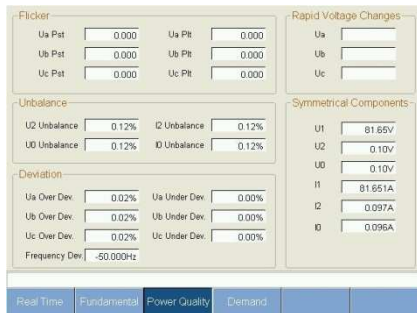 Flicker
Ua Pst 0.000 Ua Plt 0.000
Ub Pst 0.000 Ub Plt 0.000
Uc Pst 0.000 Uc Plt 0.000
Rapid Voltage Changes
Ua
Ub
Uc
Unbalance
U2 Unbalance 0.12% I2 Unbalance 0.12%
U0 Unbalance 0.12% I0 Unbalance 0.12%
Symmetrical Components
U1 81.65V
U2 0.10V
U0 0.10V
I1 81.651A
I2 0.097A
I0 0.096A
Deviation
Ua Over Dev. 0.02% Ua Under Dev. 0.00%
Ub Over Dev. 0.02% Ub Under Dev. 0.00%
Uc Over Dev. 0.02% Uc Under Dev. 0.00%
Frequency Dev. -50.000Hz
Real Time Fundamental Power Quality Demand